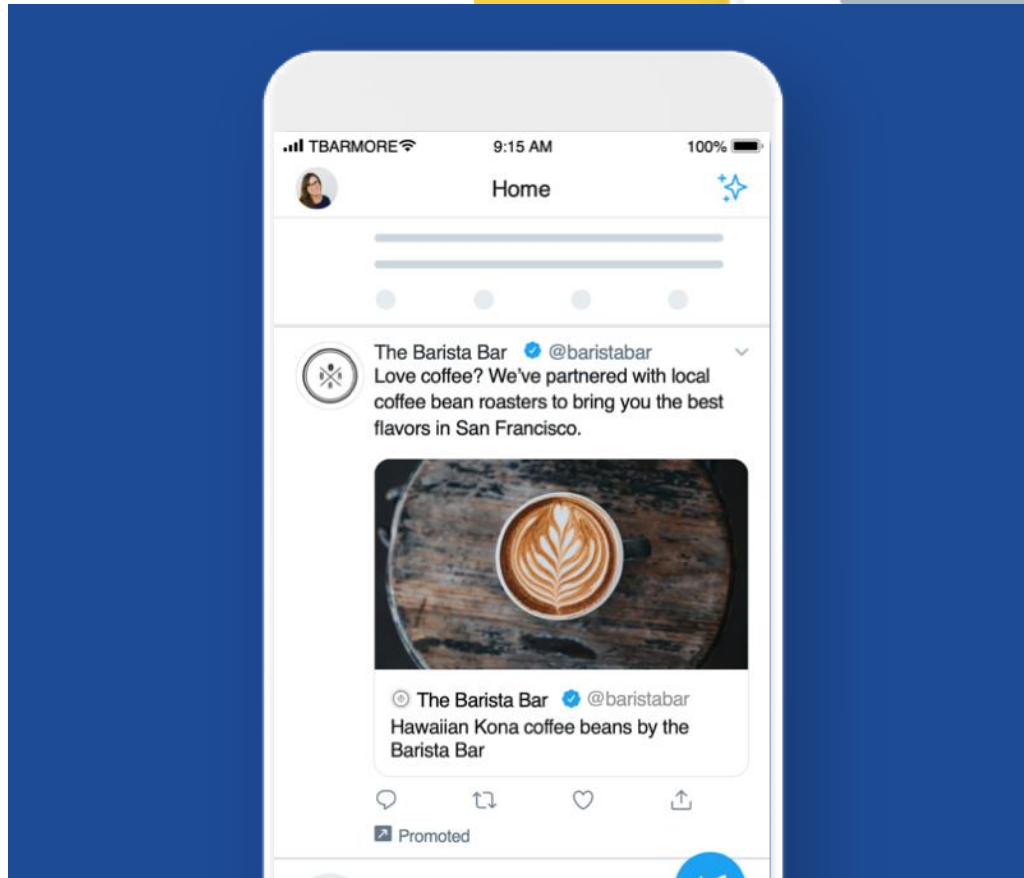 TBARMORE 9:15 AM 100%
Home
The Barista Bar @baristabar
Love coffee? We've partnered with local
coffee bean roasters to bring you the best
flavors in San Francisco.
The Barista Bar @baristabar
Hawaiian Kona coffee beans by the
Barista Bar
Promoted